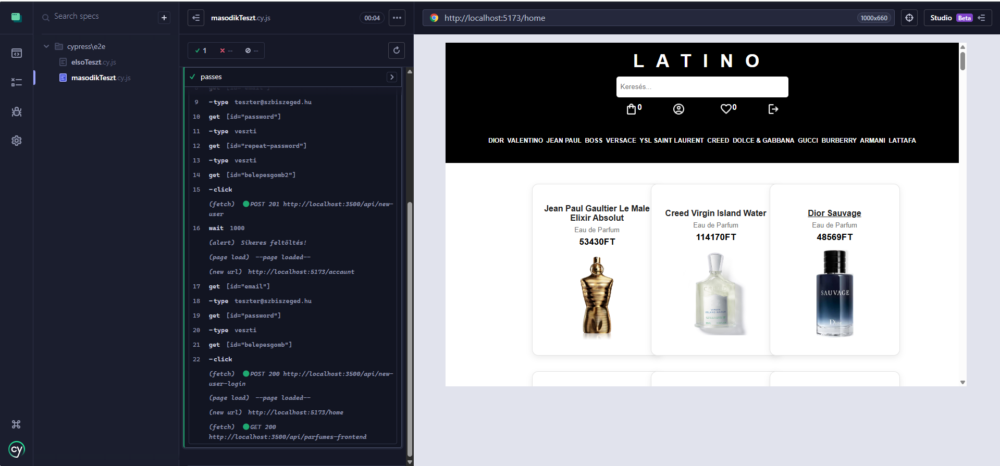 Search specs
+
cypress\e2e
elsoTeszt.cy.js
masodikTeszt.cy.js
cy
masodikTeszt.cy.js
00:04
1
--
--
passes
8 get [id="email"]
9 -type teszter@szbiszeged.hu
10 get [id="password"]
11 -type veszti
12 get [id="repeat-password"]
13 -type veszti
14 get [id="belepesgomb2"]
15 -click
(fetch) POST 201 http://localhost:3500/api/new-
user
16 wait 1000
(alert) Sikeres feltöltés!
(page load) --page loaded--
(new url) http://localhost:5173/accaunt
17 get [id="email"]
18 -type teszter@szbiszeged.hu
19 get [id="password"]
20 -type veszti
21 get [id="belepesgomb"]
22 -click
(fetch) POST 200 http://localhost:3500/api/new-
user-login
(page load) --page loaded--
(new url) http://localhost:5173/home
(fetch) GET 200
http://localhost:3500/api/parfumes-frontend
http://localhost:5173/home
1000x660
Studio Beta
LATINO
Keresés...
0
0
DIOR VALENTINO JEAN PAUL BOSS VERSACE YSL SAINT LAURENT CREED DOLCE & GABBANA GUCCI BURBERRY ARMANI LATTAFA
Jean Paul Gaultier Le Male
Elixir Absolut
Eau de Parfum
53430FT
Creed Virgin Island Water
Eau de Parfum
114170FT
CREED
VIRGIN
ISLAND WATER
Dior Sauvage
Eau de Parfum
48569FT
SAUVAGE
Dior